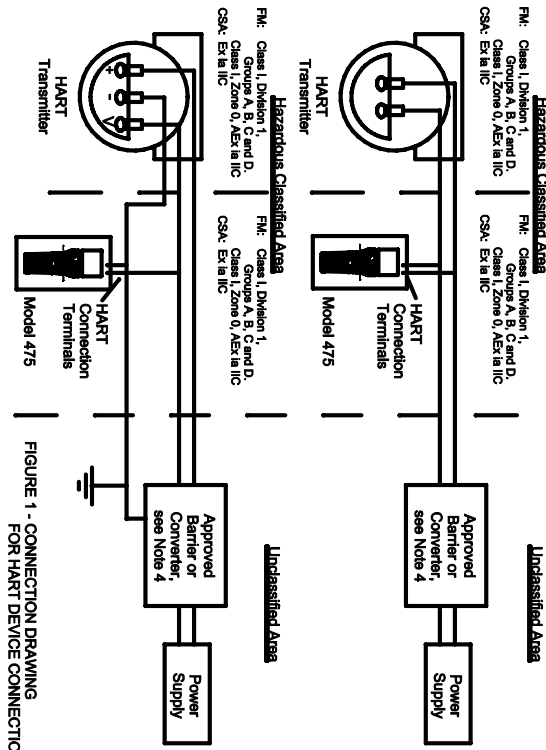 Hazardous Classified Area
Unclassified Area
FM: Class I, Division 1,
Groups A, B, C and D.
Class I, Zone 0, AEx ia IIC
CSA: Ex ia IIC
FM: Class I, Division 1,
Groups A, B, C and D.
Class I, Zone 0, AEx ia IIC
CSA: Ex ia IIC
Approved
Barrier or
Converter,
see Note 4
Power
Supply
HART
Transmitter
HART
Connection
Terminals
Model 475
Hazardous Classified Area
Unclassified Area
FM: Class I, Division 1,
Groups A, B, C and D.
Class I, Zone 0, AEx ia IIC
CSA: Ex ia IIC
FM: Class I, Division 1,
Groups A, B, C and D.
Class I, Zone 0, AEx ia IIC
CSA: Ex ia IIC
+ - V
Approved
Barrier or
Converter,
see Note 4
Power
Supply
HART
Transmitter
HART
Connection
Terminals
Model 475
FIGURE 1 - CONNECTION DRAWING
FOR HART DEVICE CONNECTIO